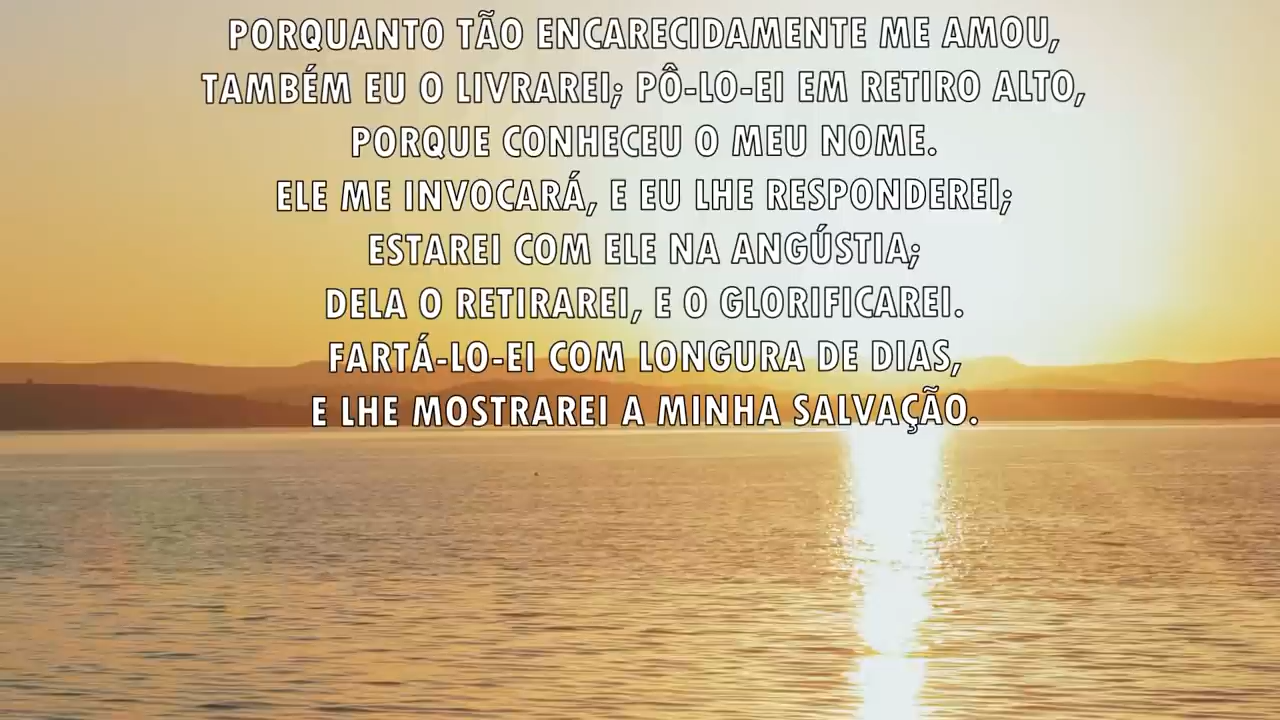 PORQUANTO TÃO ENCARECIDAMENTE ME AMOU,
TAMBÉM EU O LIVRAREI; PÔ-LO-EI EM RETIRO ALTO,
PORQUE CONHECEU O MEU NOME.
ELE ME INVOCARÁ, E EU LHE RESPONDEREI;
ESTAREI COM ELE NA ANGÚSTIA;
DELA O RETIRAREI, E O GLORIFICAREI.
FARTÁ-LO-EI COM LONGURA DE DIAS,
E LHE MOSTRAREI A MINHA SALVAÇÃO.